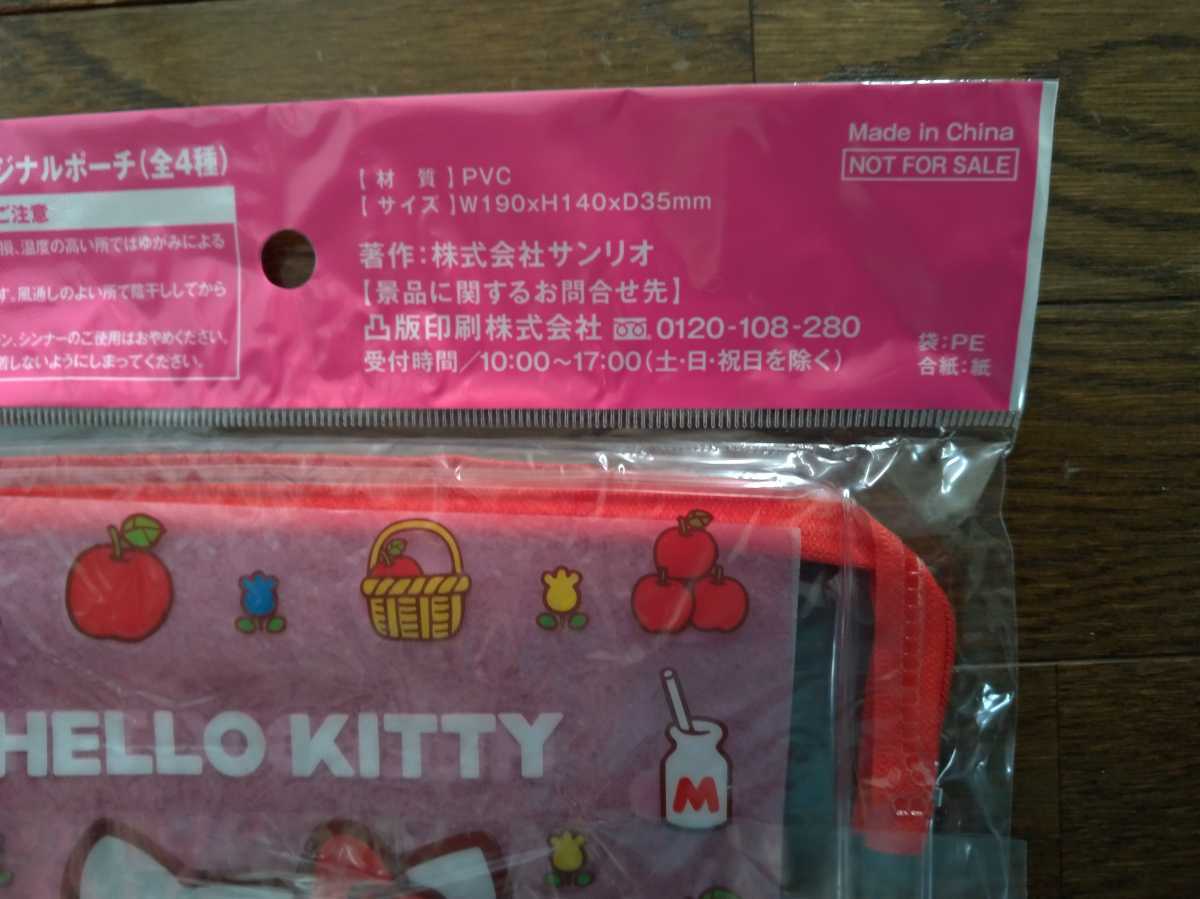 ジナルポーチ(全4種)
ご注意
損、温度の高い所ではゆがみによる
す。風通しのよい所で陰干ししてから
ン、シンナーのご使用はおやめください。
着しないようにしまってください。
【材 質】PVC
【サイズ】W190xH140xD35mm
著作:株式会社サンリオ
【景品に関するお問合せ先】
凸版印刷株式会社 0120-108-280
受付時間/10:00〜17:00(土・日・祝日を除く)
Made in China
NOT FOR SALE
袋:PE
合紙:紙
HELLO KITTY
M